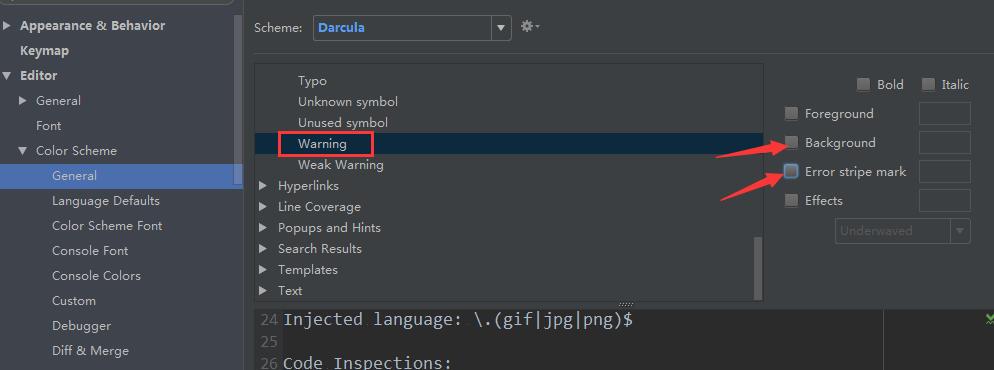 Appearance & Behavior
Keymap
Editor
General
Font
Color Scheme
General
Language Defaults
Color Scheme Font
Console Font
Console Colors
Custom
Debugger
Diff & Merge
Scheme: Darcula
Typo
Unknown symbol
Unused symbol
Warning
Weak Warning
Hyperlinks
Line Coverage
Popups and Hints
Search Results
Templates
Text
Bold Italic
Foreground
Background
Error stripe mark
Effects
Underwaved
24 Injected language: \.(gif|jpg|png)$
25
26 Code Inspections: